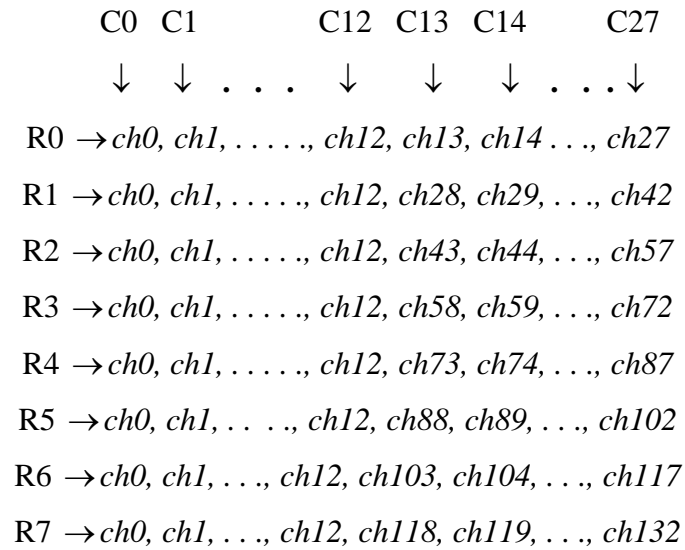 C0 C1 C12 C13 C14 C27
↓ ↓ . . . ↓ ↓ ↓ . . . ↓
R0 → ch0, ch1, . . . . ., ch12, ch13, ch14 . . ., ch27
R1 → ch0, ch1, . . . . ., ch12, ch28, ch29, . . ., ch42
R2 → ch0, ch1, . . . . ., ch12, ch43, ch44, . . ., ch57
R3 → ch0, ch1, . . . . ., ch12, ch58, ch59, . . ., ch72
R4 → ch0, ch1, . . . . ., ch12, ch73, ch74, . . ., ch87
R5 → ch0, ch1, . . . ., ch12, ch88, ch89, . . ., ch102
R6 → ch0, ch1, . . ., ch12, ch103, ch104, . . ., ch117
R7 → ch0, ch1, . . ., ch12, ch118, ch119, . . ., ch132